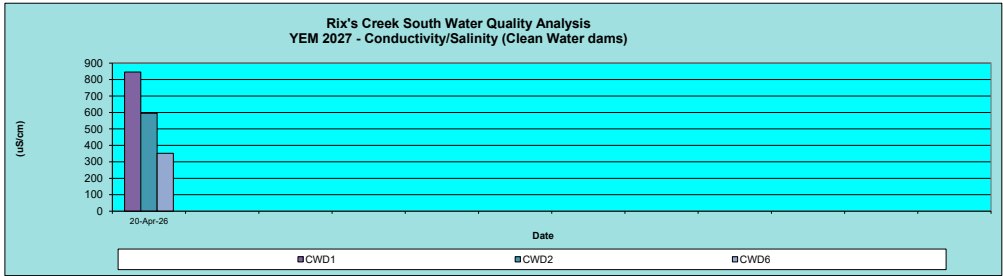 Rix's Creek South Water Quality Analysis
YEM 2027 - Conductivity/Salinity (Clean Water dams)
900
800
700
600
500
400
300
200
100
0
(uS/cm)
20-Apr-26
Date
CWD1 CWD2 CWD6